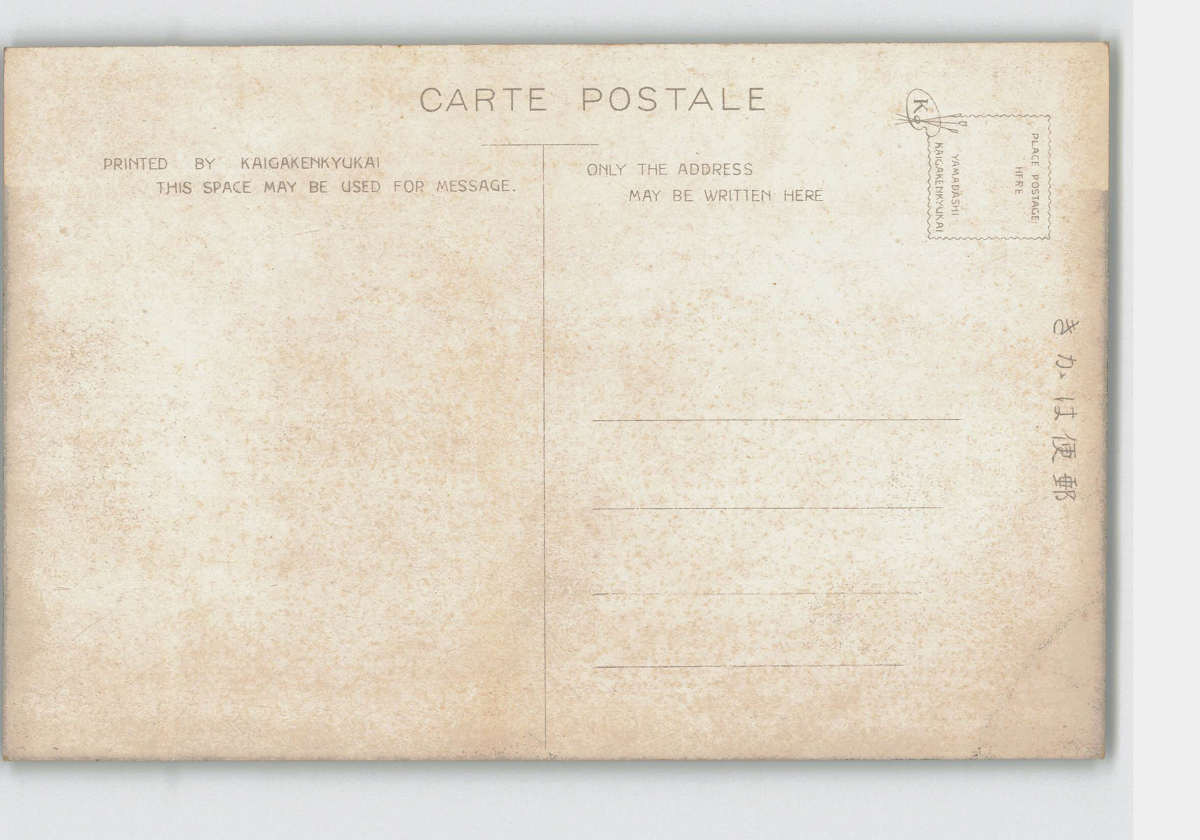 CARTE POSTALE
PRINTED BY KAIGAKENKYUKAI
THIS SPACE MAY BE USED FOR MESSAGE.
ONLY THE ADDRESS
MAY BE WRITTEN HERE
K
PLACE POSTAGE
HERE
YAMADASHI
KAIGAKENKYUKAI
きかは便郵